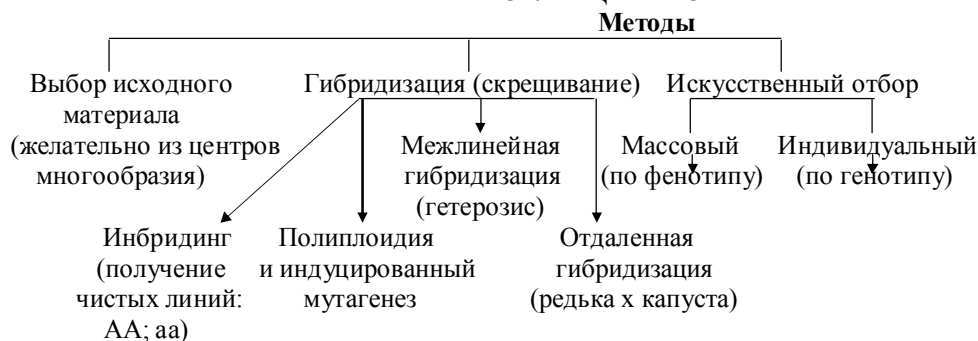 Методы
Выбор исходного
материала
(желательно из центров
многообразия)
Гибридизация (скрещивание)
Искусственный отбор
Межлинейная
гибридизация
(гетерозис)
Массовый
(по фенотипу)
Индивидуальный
(по генотипу)
Инбридинг
(получение
чистых линий:
АА; аа)
Полиплоидия
и индуцированный
мутагенез
Отдаленная
гибридизация
(редька х капуста)